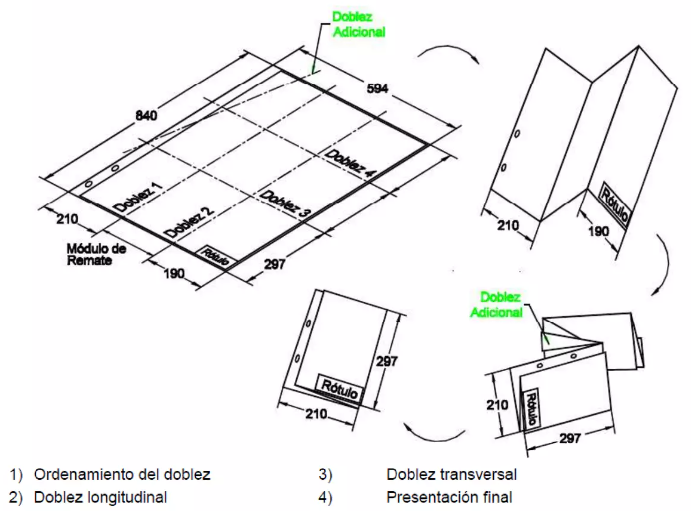 Doblez
Adicional
594
840
Doblez 1
Doblez 2
Doblez 3
Doblez 4
210
Módulo de
Remate
190
Rótulo
297
Rótulo
210
190
Doblez
Adicional
Rótulo
210
297
Rótulo
297
210
1) Ordenamiento del doblez
2) Doblez longitudinal
3) Doblez transversal
4) Presentación final